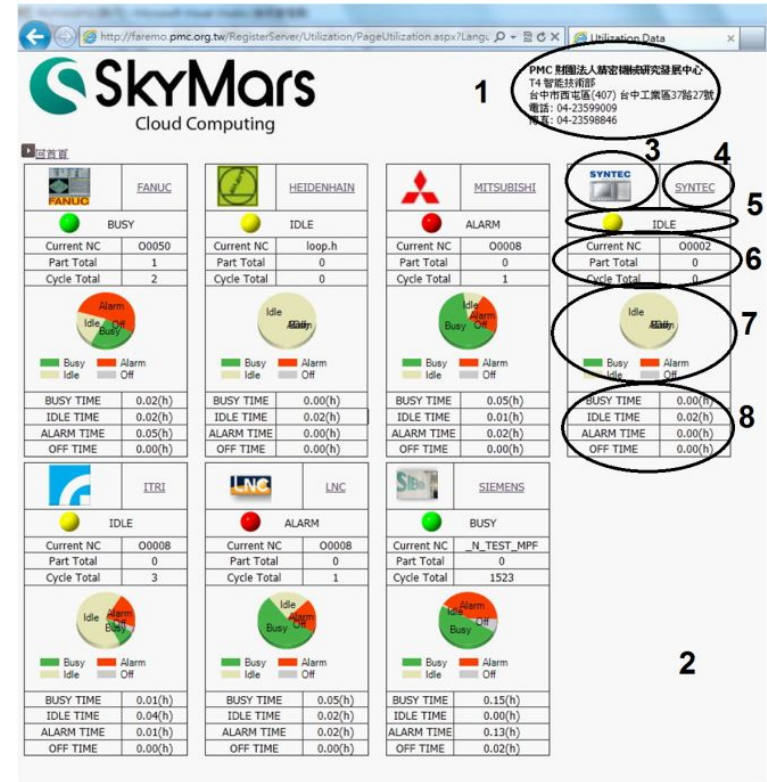 http://faremo.pmc.org.tw/RegisterServer/Utilization/PageUtilization.aspx?Langu
Utilization Data
SkyMars
Cloud Computing
1
PMC 財團法人精密機械研究發展中心
T4 智能技術部
台中市西屯區(407) 台中工業區37路27號
電話: 04-23599009
傳真: 04-23598846
回首頁
3
4
FANUC
FANUC
HEIDENHAIN
MITSUBISHI
SYNTEC
SYNTEC
5
BUSY
IDLE
ALARM
IDLE
6
Current NC O0050
Part Total 1
Cycle Total 2
Current NC loop.h
Part Total 0
Cycle Total 0
Current NC O0008
Part Total 0
Cycle Total 1
Current NC O0002
Part Total 0
Cycle Total 0
7
Alarm
Idle
Off
Busy
Busy Alarm
Idle Off
Idle
Busy Alarm
Idle Off
Idle
Alarm
Busy Off
Busy Alarm
Idle Off
Idle
Busy Alarm
Idle Off
8
BUSY TIME 0.02(h)
IDLE TIME 0.02(h)
ALARM TIME 0.05(h)
OFF TIME 0.00(h)
BUSY TIME 0.00(h)
IDLE TIME 0.02(h)
ALARM TIME 0.00(h)
OFF TIME 0.00(h)
BUSY TIME 0.05(h)
IDLE TIME 0.01(h)
ALARM TIME 0.02(h)
OFF TIME 0.00(h)
BUSY TIME 0.00(h)
IDLE TIME 0.02(h)
ALARM TIME 0.00(h)
OFF TIME 0.00(h)
ITRI
LNC
LNC
SIEMENS
IDLE
ALARM
BUSY
Current NC O0008
Part Total 0
Cycle Total 3
Current NC O0008
Part Total 0
Cycle Total 1
Current NC _N_TEST_MPF
Part Total 0
Cycle Total 1523
Idle Alarm
Off
Busy
Busy Alarm
Idle Off
Idle
Alarm
Off
Busy
Busy Alarm
Idle Off
Idle Alarm
Off
Busy
Busy Alarm
Idle Off
2
BUSY TIME 0.01(h)
IDLE TIME 0.04(h)
ALARM TIME 0.01(h)
OFF TIME 0.00(h)
BUSY TIME 0.05(h)
IDLE TIME 0.02(h)
ALARM TIME 0.02(h)
OFF TIME 0.00(h)
BUSY TIME 0.15(h)
IDLE TIME 0.00(h)
ALARM TIME 0.13(h)
OFF TIME 0.02(h)